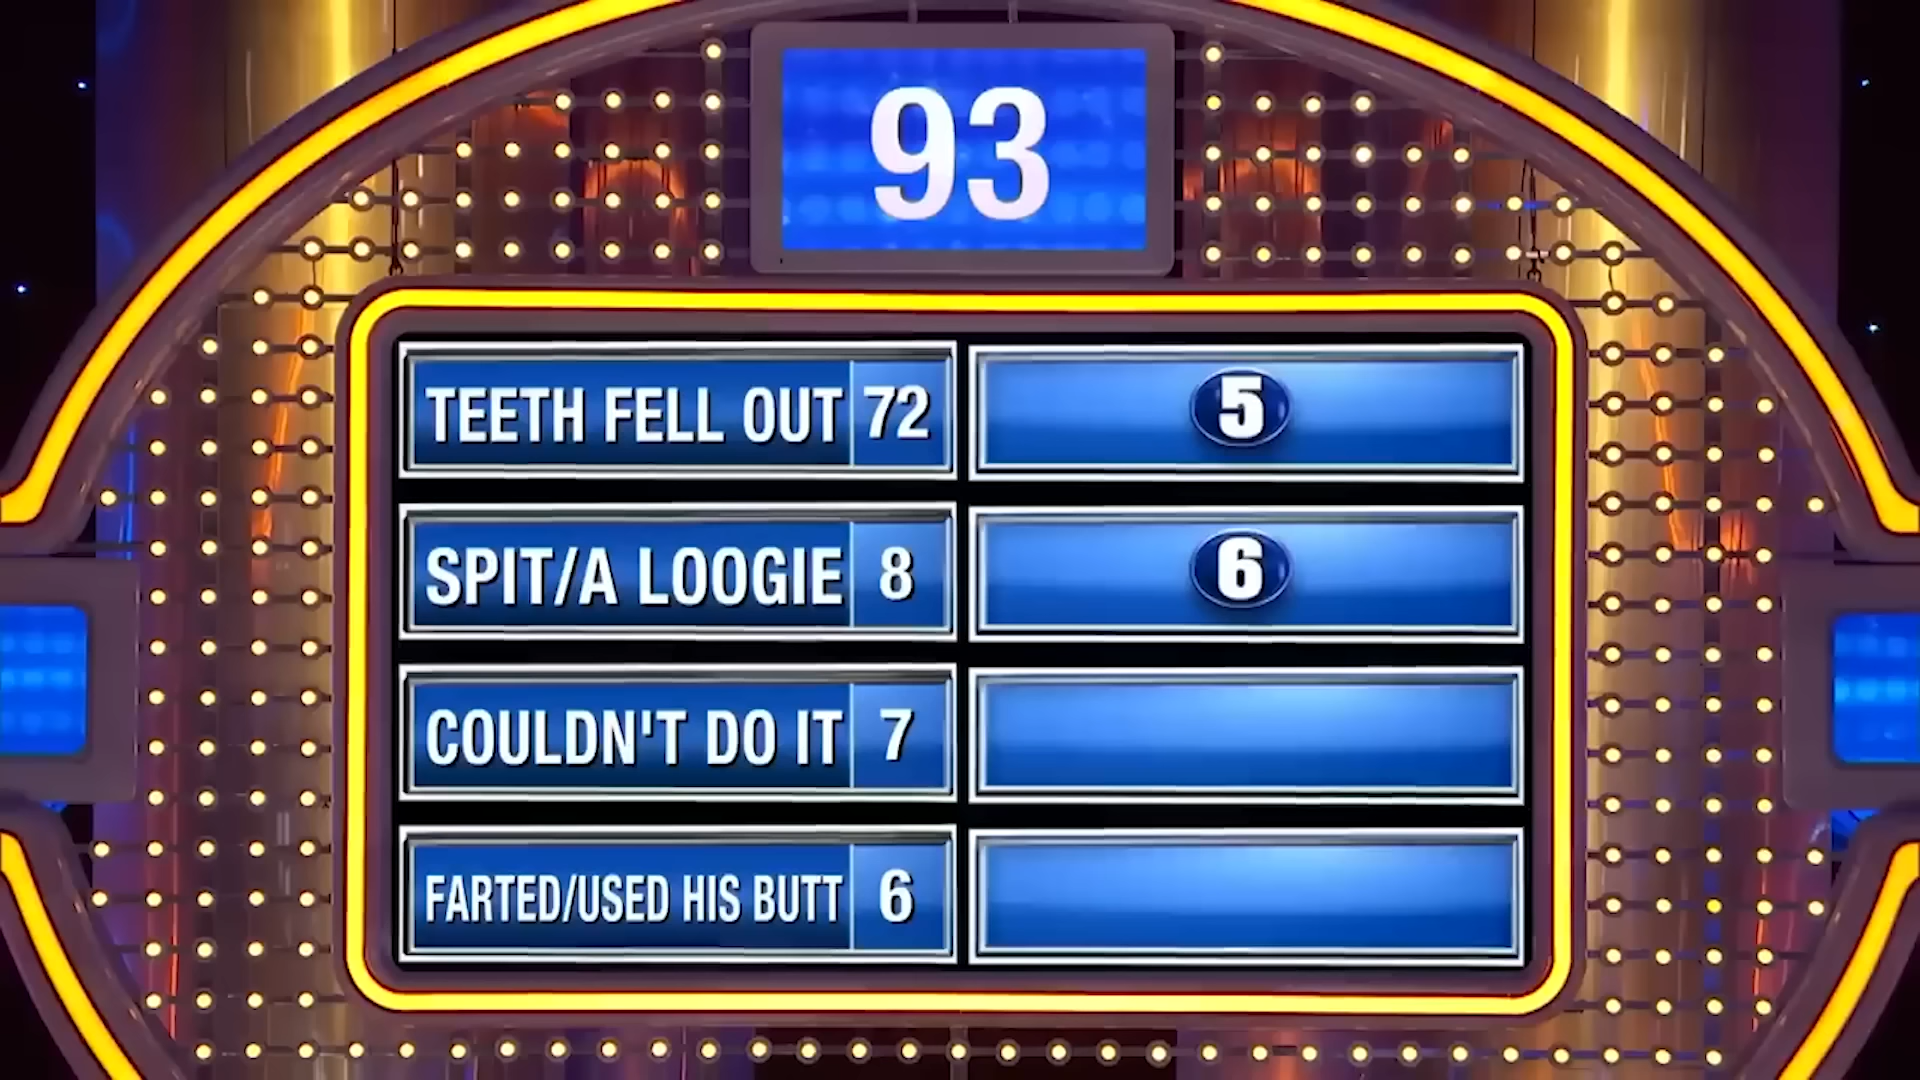 93
TEETH FELL OUT 72
5
SPIT/A LOOGIE 8
6
COULDN'T DO IT 7
FARTED/USED HIS BUTT 6